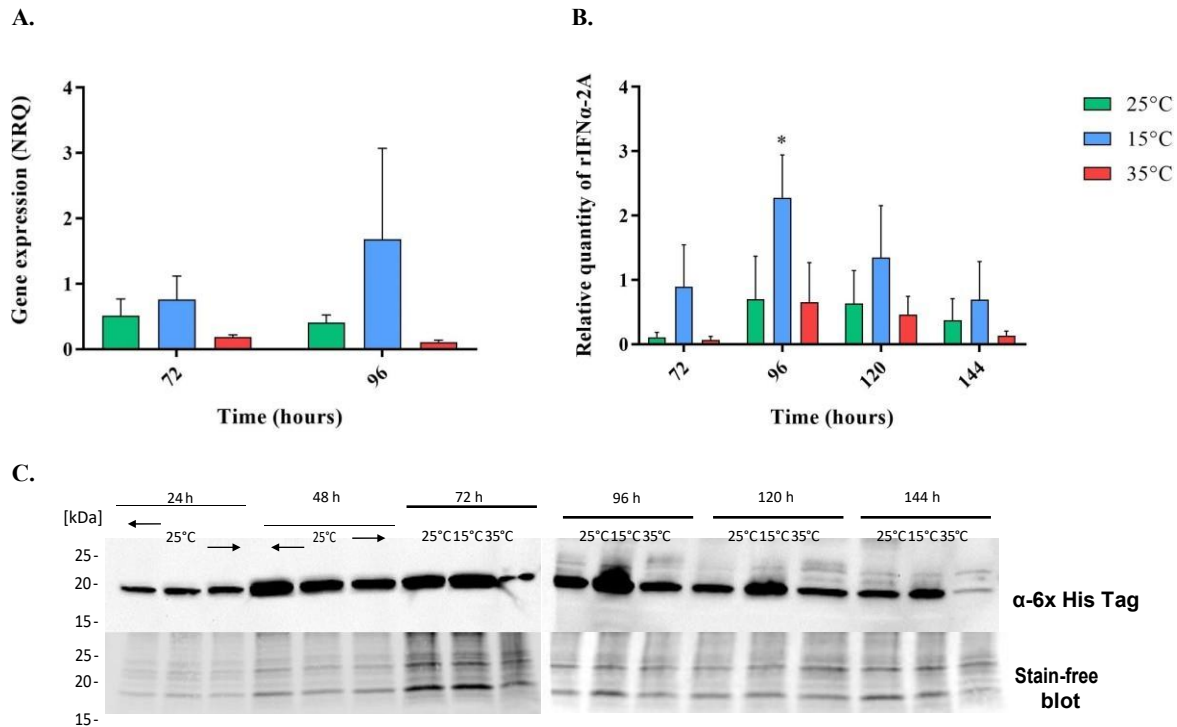 A.
Gene expression (NRQ)
4
3
2
1
0
72
96
Time (hours)
B.
Relative quantity of rIFNα-2A
4
3
2
1
0
*
72
96
120
144
Time (hours)
25°C
15°C
35°C
C.
24 h 48 h 72 h 96 h 120 h 144 h
[kDa]
25°C 25°C 25°C 15°C 35°C 25°C 15°C 35°C 25°C 15°C 35°C 25°C 15°C 35°C
25-
20-
15-
α-6x His Tag
25-
20-
15-
Stain-free
blot